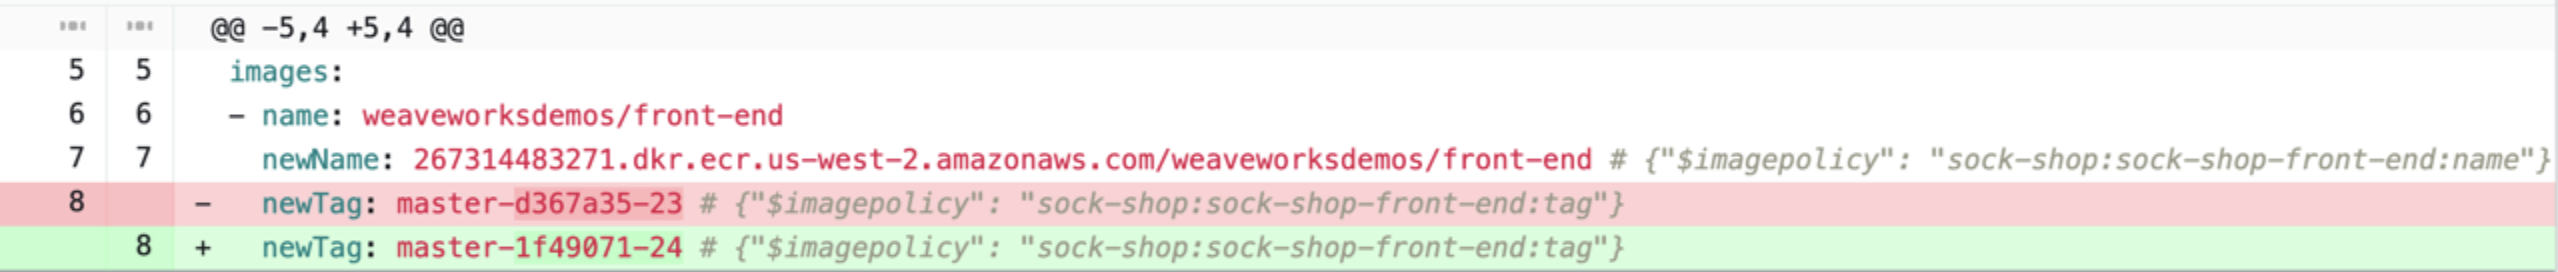 @@ -5,4 +5,4 @@
5 5 images:
6 6 - name: weaveworksdemos/front-end
7 7 newName: 267314483271.dkr.ecr.us-west-2.amazonaws.com/weaveworksdemos/front-end # {"$imagepolicy": "sock-shop:sock-shop-front-end:name"}
8 - newTag: master-d367a35-23 # {"$imagepolicy": "sock-shop:sock-shop-front-end:tag"}
8 + newTag: master-1f49071-24 # {"$imagepolicy": "sock-shop:sock-shop-front-end:tag"}